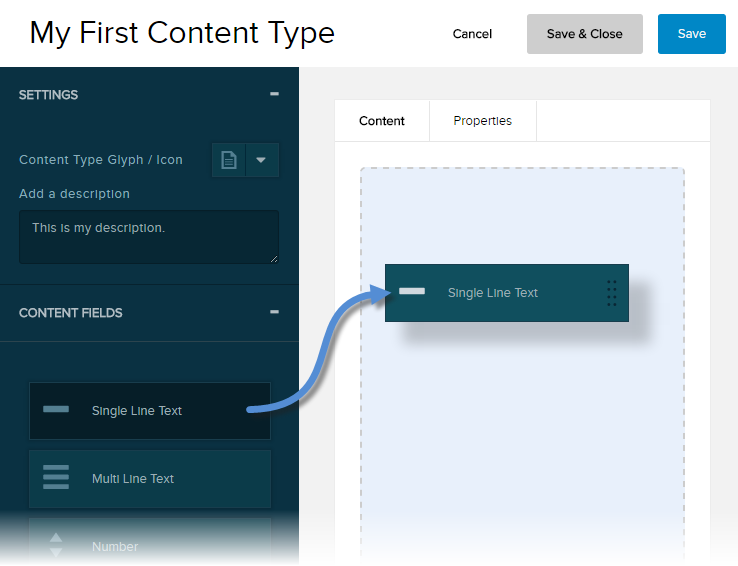 My First Content Type
Cancel
Save & Close
Save
SETTINGS
Content Type Glyph / Icon
Add a description
This is my description.
CONTENT FIELDS
Single Line Text
Multi Line Text
Number
Content
Properties
Single Line Text